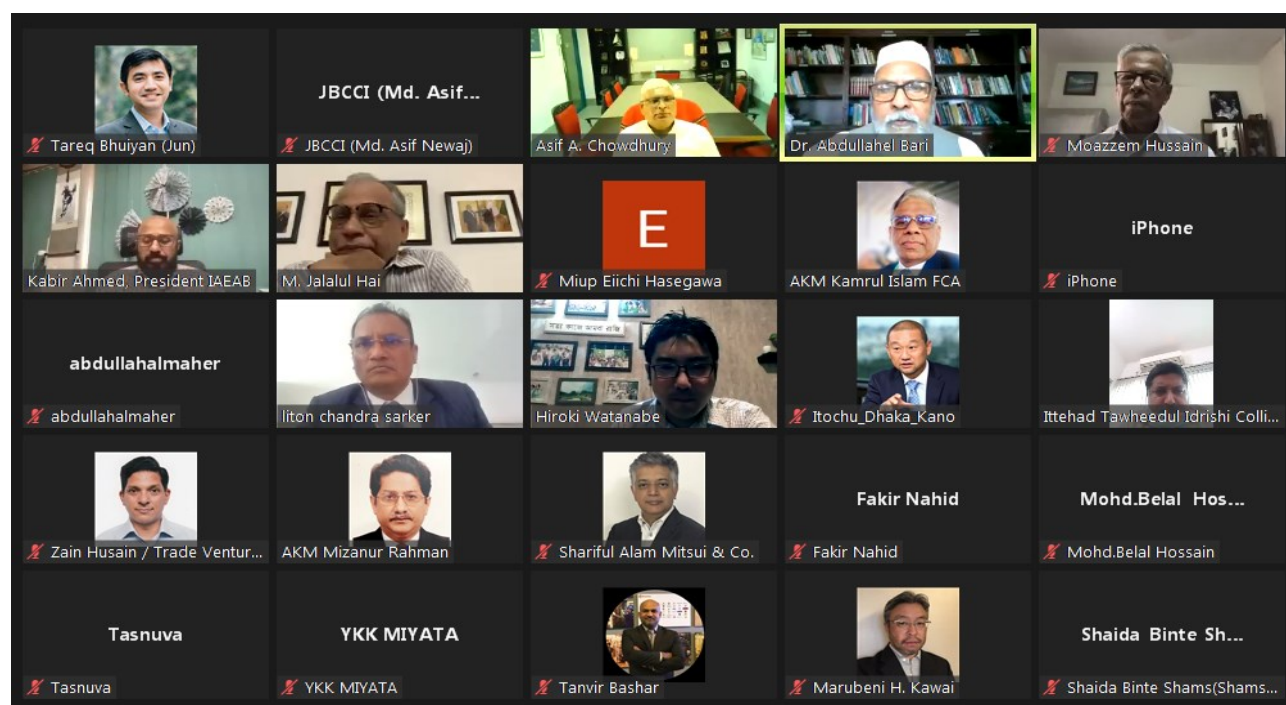 Tareq Bhuiyan (Jun)
JBCCI (Md. Asif...
JBCCI (Md. Asif Newaj)
Asif A. Chowdhury
Dr. Abdullahel Bari
Moazzem Hussain
Kabir Ahmed, President IAEAB
M. Jalalul Hai
E
Miup Eiichi Hasegawa
AKM Kamrul Islam FCA
iPhone
iPhone
abdullahalmaher
abdullahalmaher
liton chandra sarker
Hiroki Watanabe
Itochu_Dhaka_Kano
Ittehad Tawheedul Idrishi Colli...
Zain Husain / Trade Ventur...
AKM Mizanur Rahman
Shariful Alam Mitsui & Co.
Fakir Nahid
Fakir Nahid
Mohd.Belal Hos...
Mohd.Belal Hossain
Tasnuva
Tasnuva
YKK MIYATA
YKK MIYATA
Tanvir Bashar
Marubeni H. Kawai
Shaida Binte Sh...
Shaida Binte Shams(Shams...